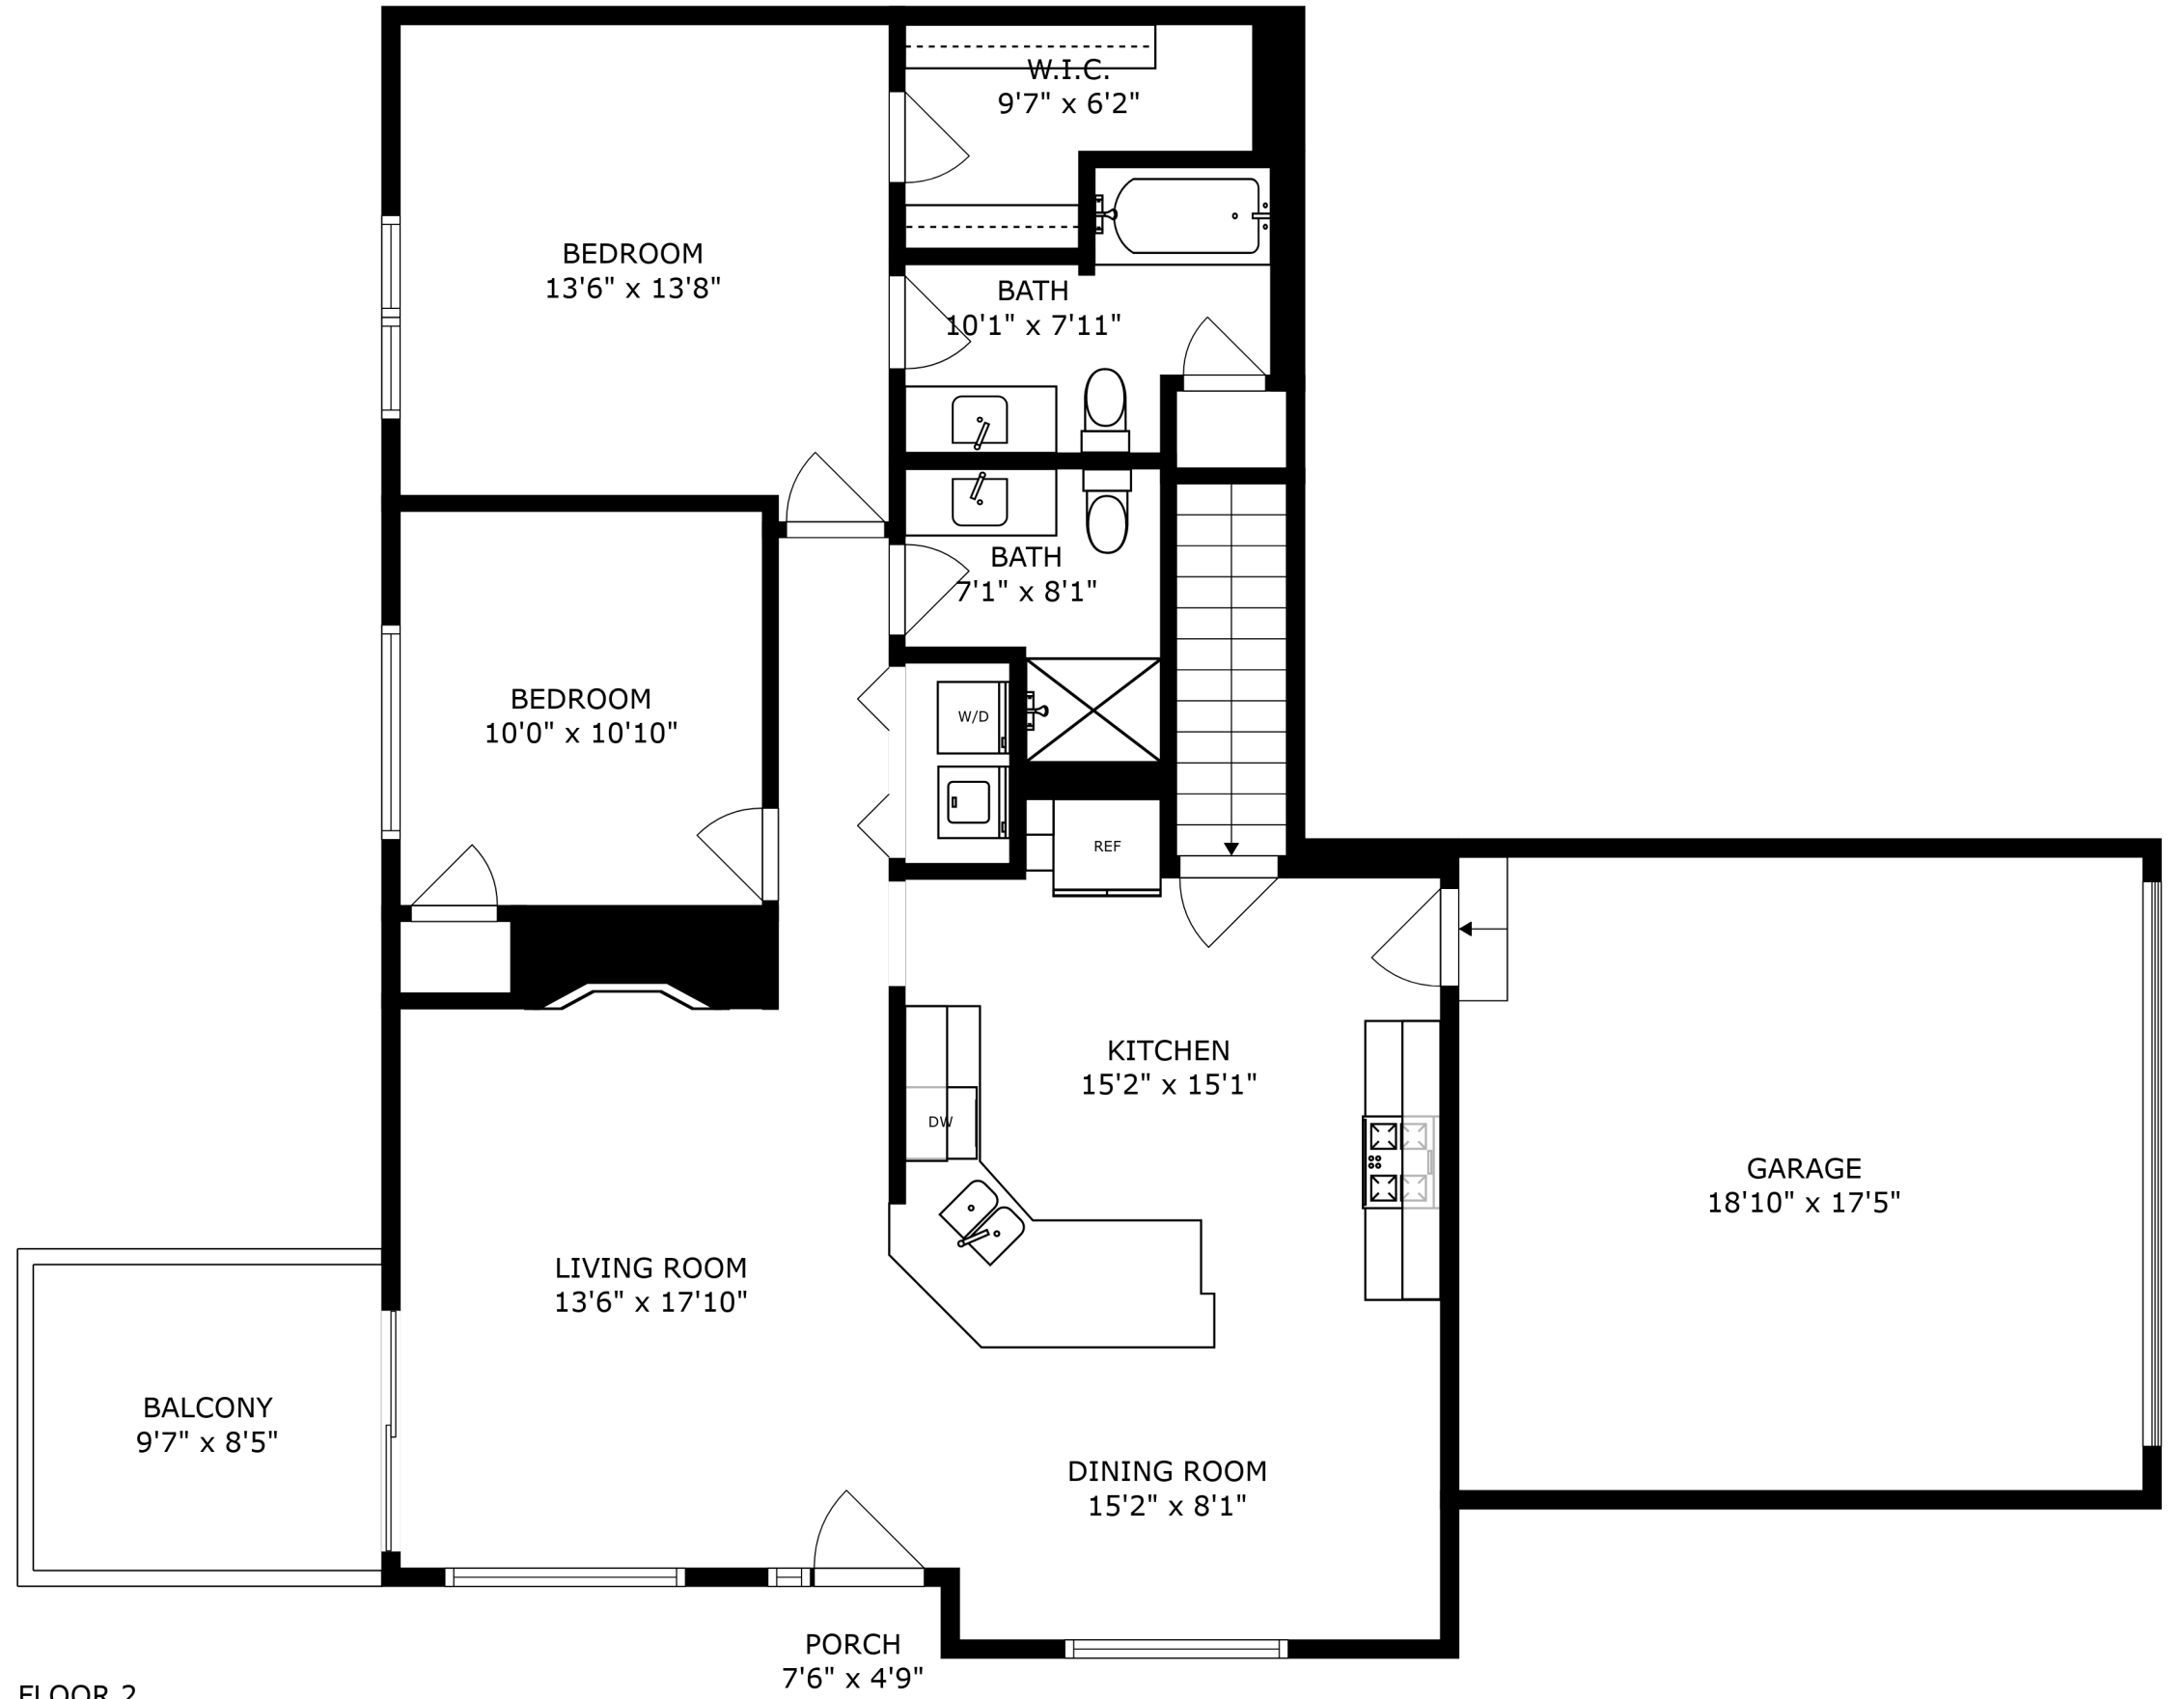 W.I.C.
9'7" x 6'2"
BEDROOM
13'6" x 13'8"
BATH
10'1" x 7'11"
BATH
7'1" x 8'1"
BEDROOM
10'0" x 10'10"
W/D
REF
KITCHEN
15'2" x 15'1"
DW
GARAGE
18'10" x 17'5"
LIVING ROOM
13'6" x 17'10"
BALCONY
9'7" x 8'5"
DINING ROOM
15'2" x 8'1"
PORCH
7'6" x 4'9"
FLOOR 2